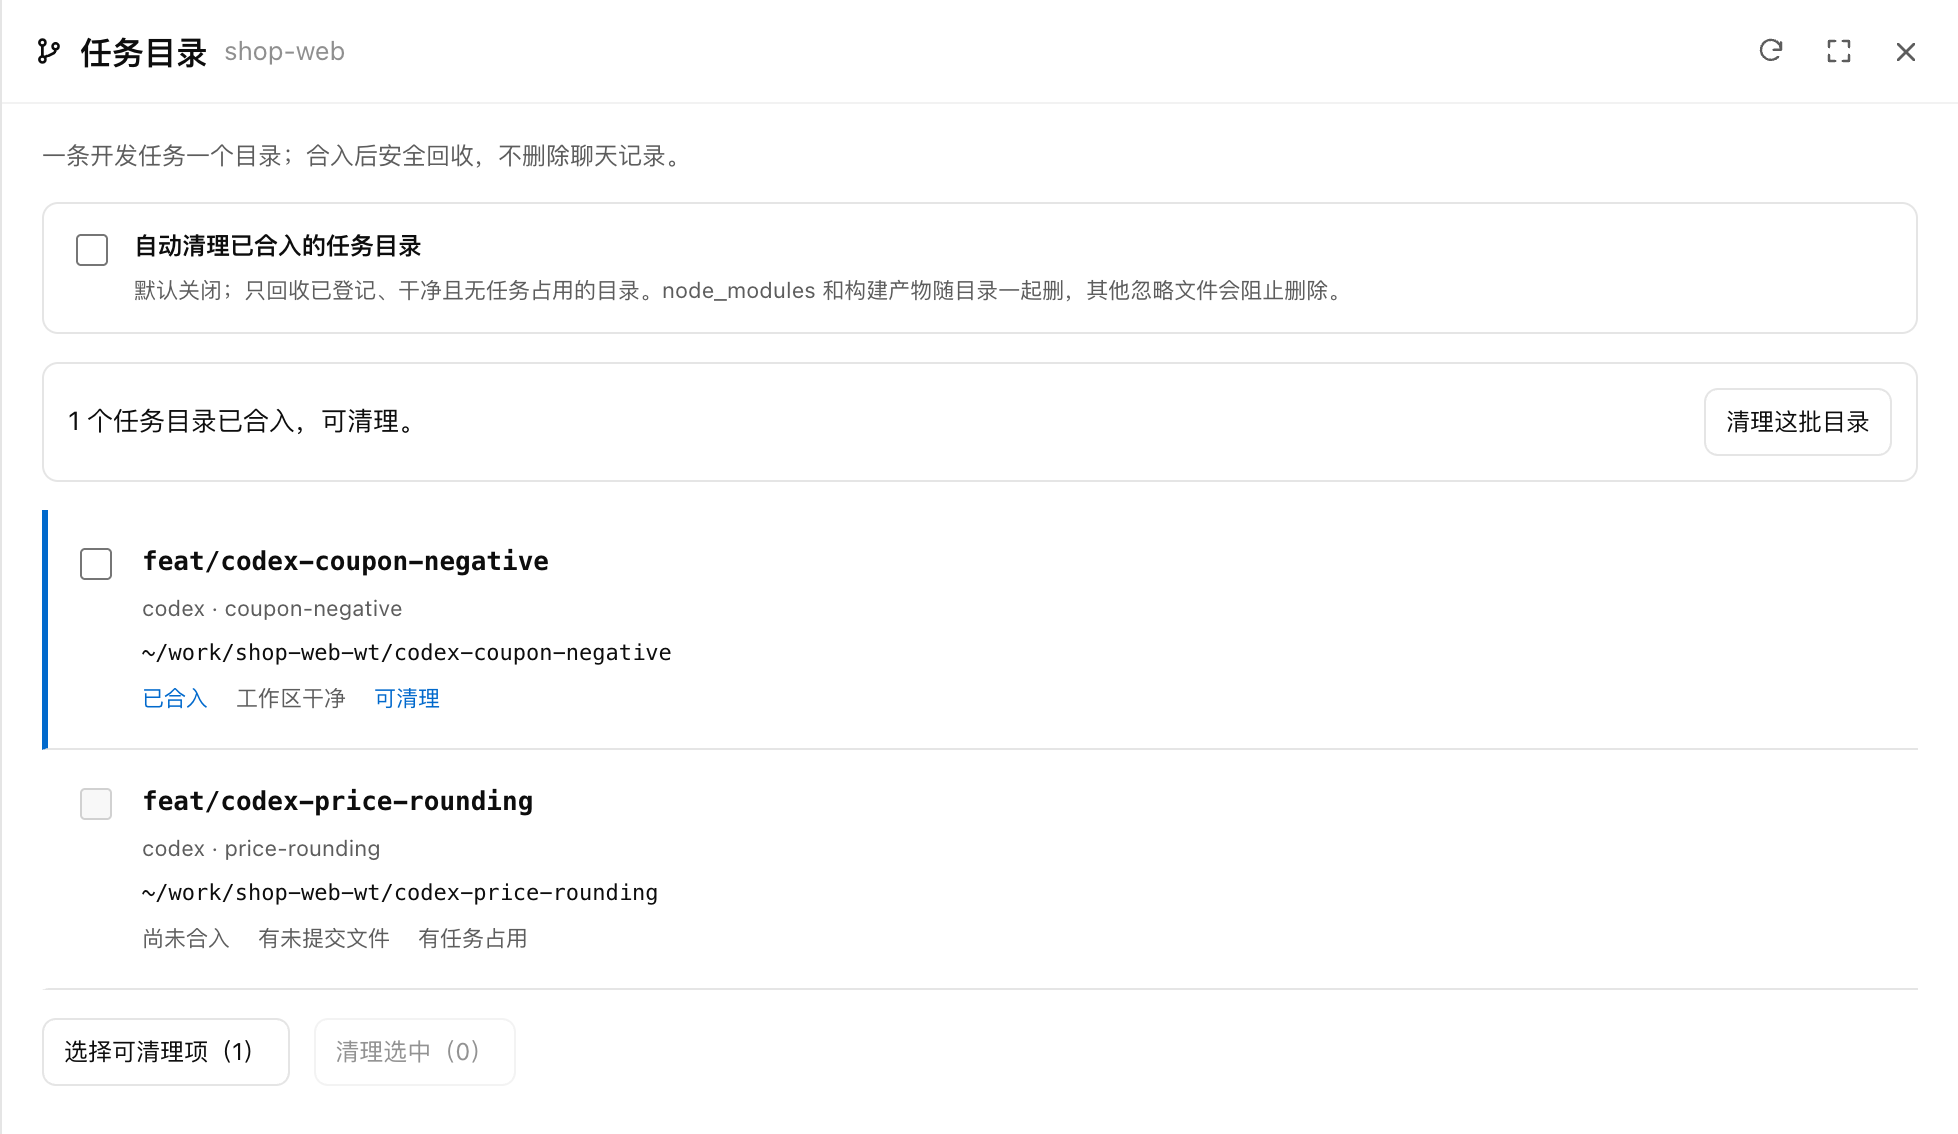 任务目录 shop-web
一条开发任务一个目录；合入后安全回收，不删除聊天记录。
自动清理已合入的任务目录
默认关闭；只回收已登记、干净且无任务占用的目录。node_modules 和构建产物随目录一起删，其他忽略文件会阻止删除。
1 个任务目录已合入，可清理。
清理这批目录
feat/codex-coupon-negative
codex · coupon-negative
~/work/shop-web-wt/codex-coupon-negative
已合入 工作区干净 可清理
feat/codex-price-rounding
codex · price-rounding
~/work/shop-web-wt/codex-price-rounding
尚未合入 有未提交文件 有任务占用
选择可清理项（1） 清理选中（0）